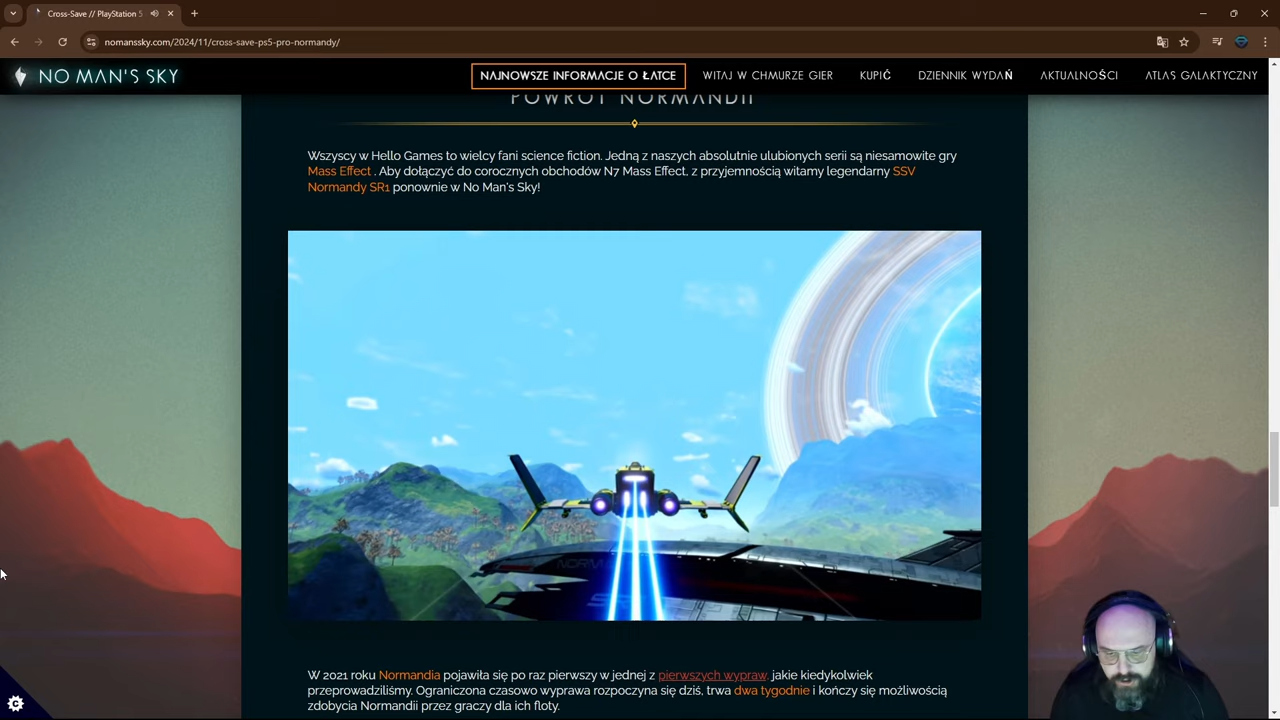 Cross-Save // PlayStation 5
nomanssky.com/2024/11/cross-save-ps5-pro-normandy/
NO MAN'S SKY
NAJNOWSZE INFORMACJE O ŁATCE
WITAJ W CHMURZE GIER
KUPIĆ
DZIENNIK WYDAŃ
AKTUALNOŚCI
ATLAS GALAKTYCZNY
POWRÓT NORMANDII
Wszyscy w Hello Games to wielcy fani science fiction. Jedną z naszych absolutnie ulubionych serii są niesamowite gry
Mass Effect . Aby dołączyć do corocznych obchodów N7 Mass Effect, z przyjemnością witamy legendarny SSV
Normandy SR1 ponownie w No Man's Sky!
W 2021 roku Normandia pojawiła się po raz pierwszy w jednej z pierwszych wypraw, jakie kiedykolwiek
przeprowadziliśmy. Ograniczona czasowo wyprawa rozpoczyna się dziś, trwa dwa tygodnie i kończy się możliwością
zdobycia Normandii przez graczy dla ich floty.